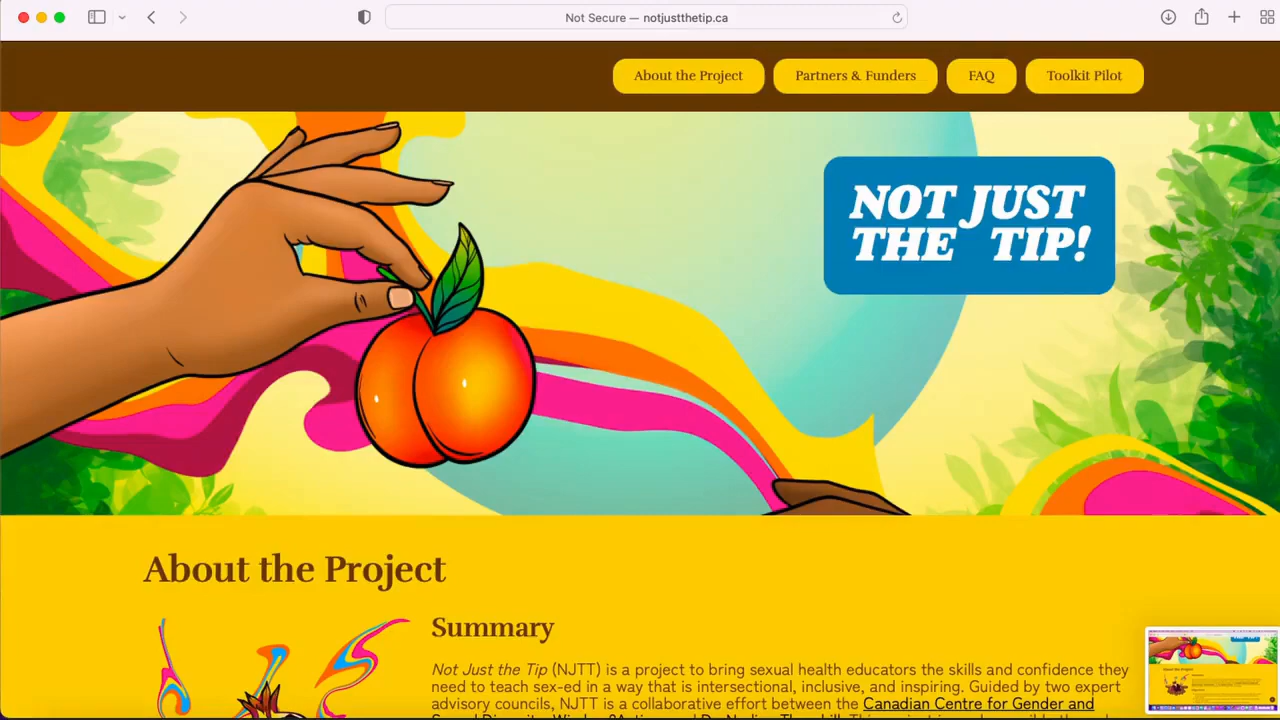 Not Secure — notjustthetip.ca
About the Project
Partners & Funders
FAQ
Toolkit Pilot
NOT JUST
THE TIP!
About the Project
Summary
Not Just the Tip (NJTT) is a project to bring sexual health educators the skills and confidence they
need to teach sex-ed in a way that is intersectional, inclusive, and inspiring. Guided by two expert
advisory councils, NJTT is a collaborative effort between the Canadian Centre for Gender and